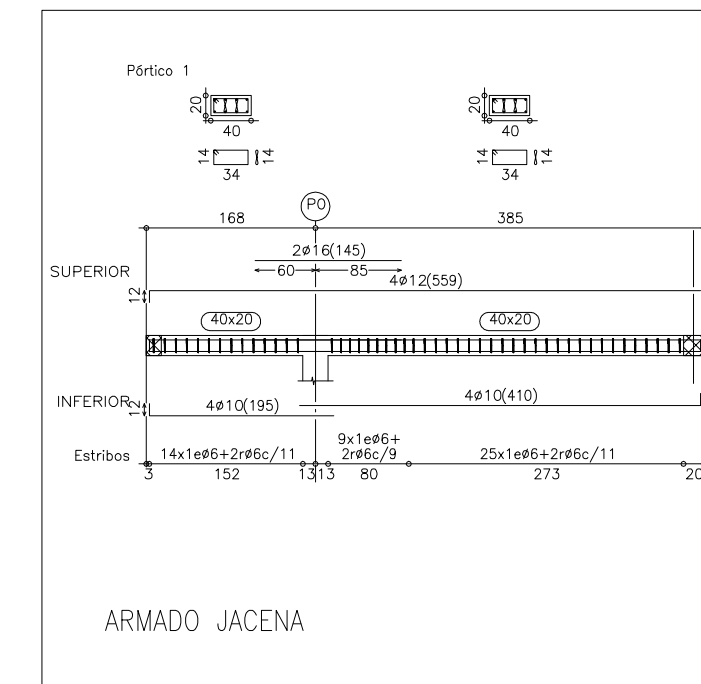 Pórtico 1
20
20
40
40
14
14
14
14
34
34
P0
168
385
2ø16(145)
SUPERIOR
60
85
4ø12(559)
12
40x20
40x20
INFERIOR
12
4ø10(195)
4ø10(410)
Estribos
14x1eø6+2rø6c/11
9x1eø6+
2rø6c/9
25x1eø6+2rø6c/11
3
152
13
13
80
273
20
ARMADO JACENA